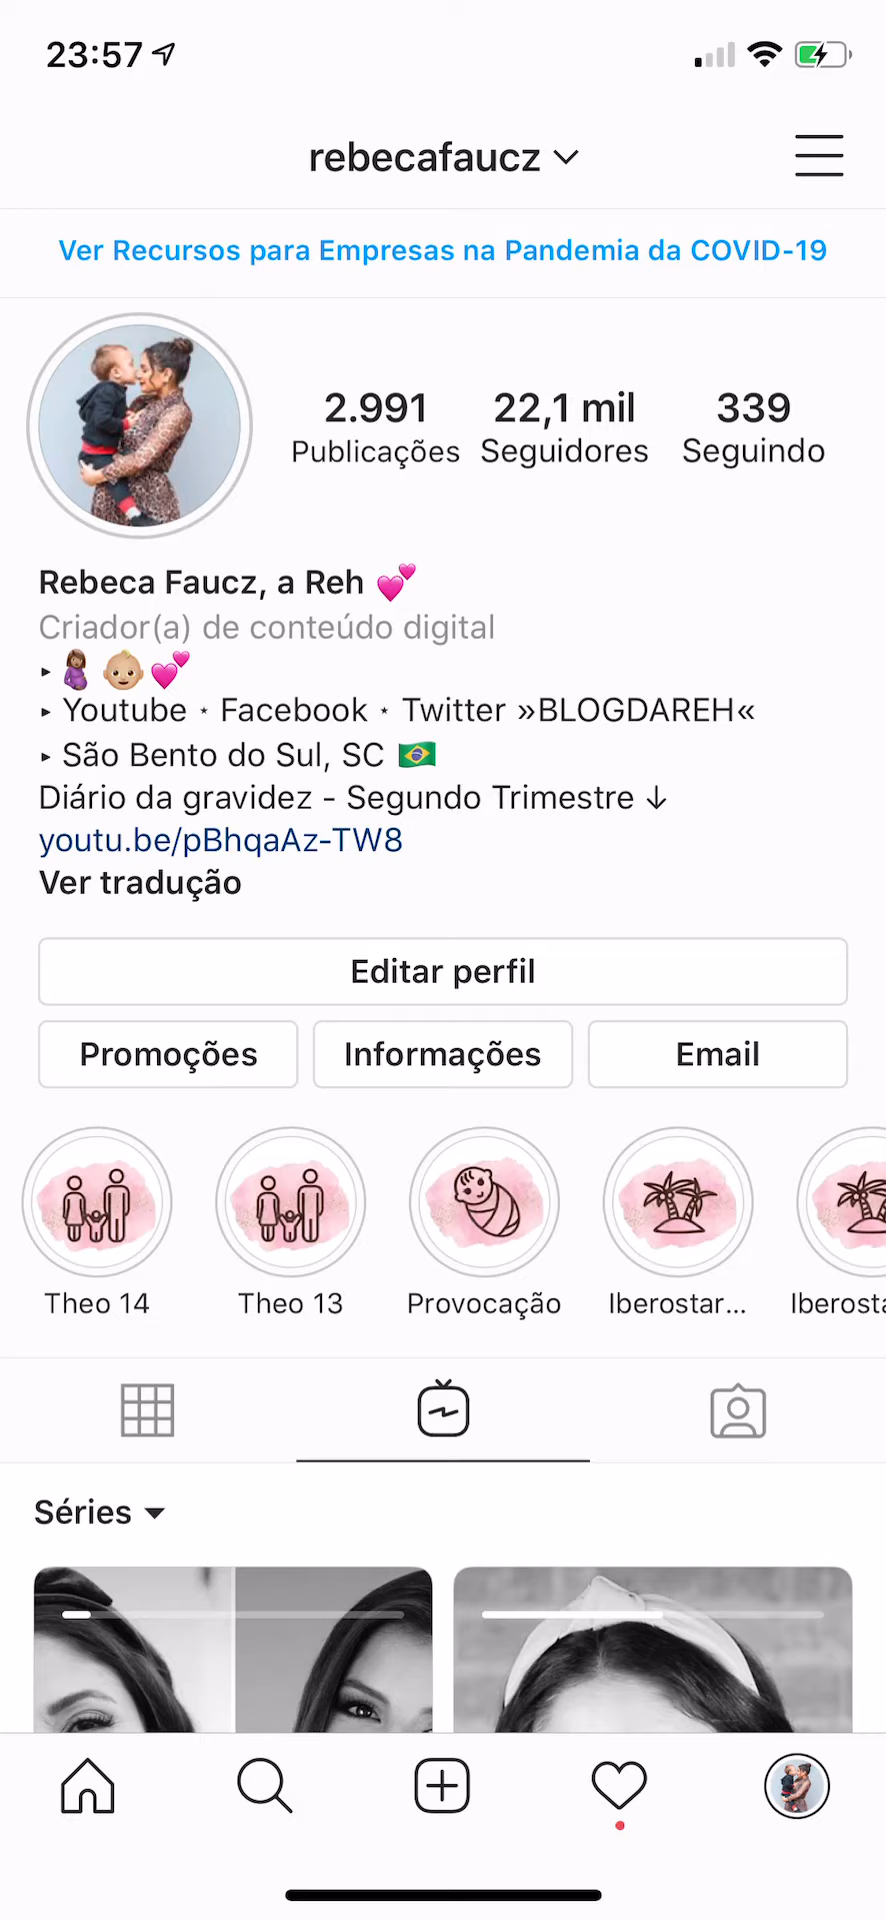 23:57
rebecafaucz
Ver Recursos para Empresas na Pandemia da COVID-19
2.991 22,1 mil 339
Publicações Seguidores Seguindo
Rebeca Faucz, a Reh 💕
Criador(a) de conteúdo digital
▸🤰🏽👶🏼💕
▸ Youtube ⋆ Facebook ⋆ Twitter »BLOGDAREH«
▸ São Bento do Sul, SC 🇧🇷
Diário da gravidez - Segundo Trimestre ↓
youtu.be/pBhqaAz-TW8
Ver tradução
Editar perfil
Promoções Informações Email
Theo 14 Theo 13 Provocação Iberostar... Iberosta
Séries